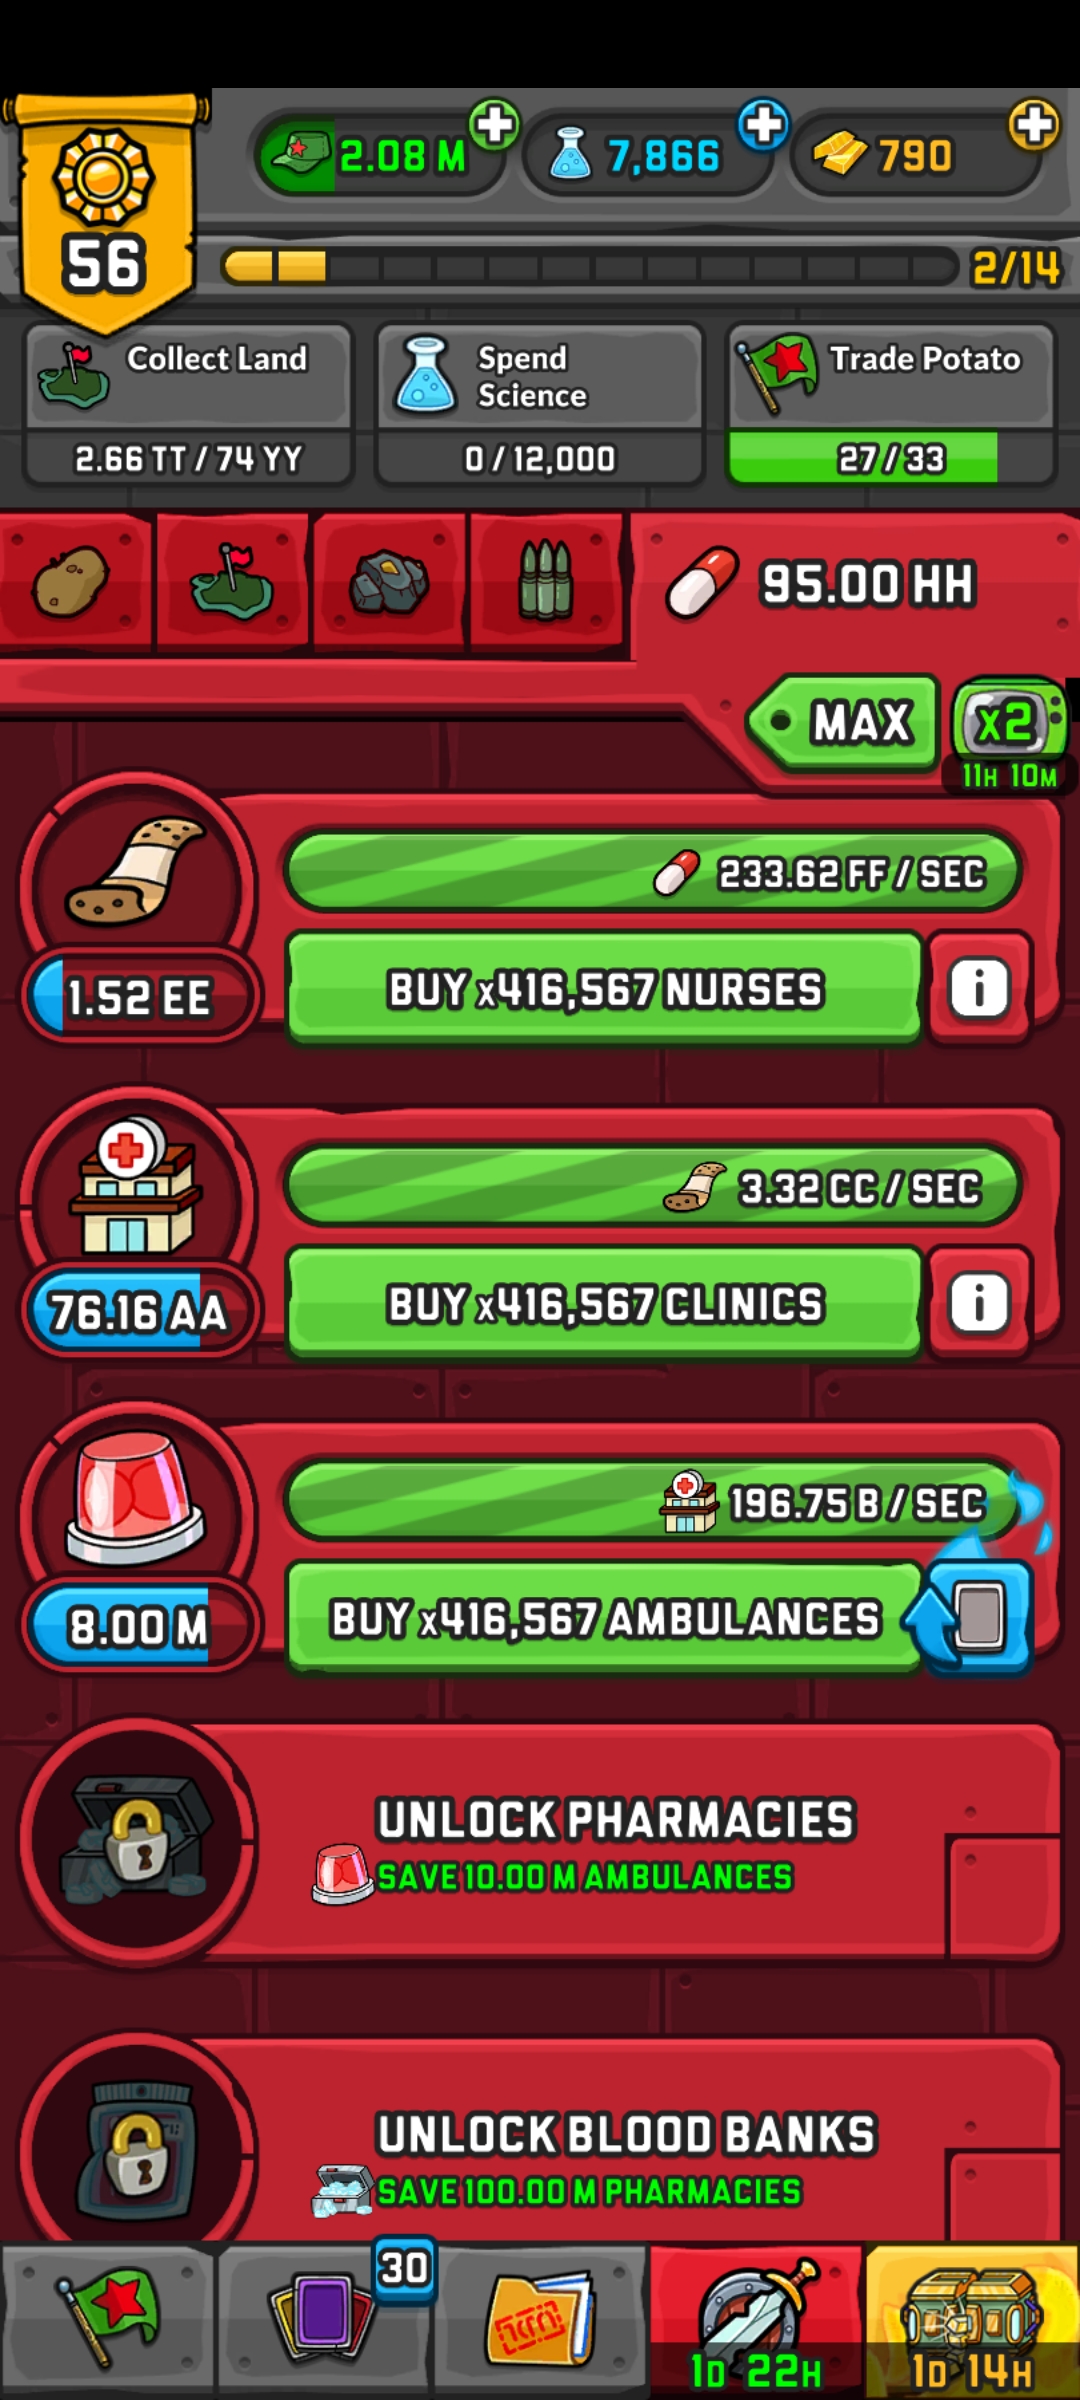 56
2.08 M
7,866
790
2/14
Collect Land
2.66 TT / 74 YY
Spend
Science
0 / 12,000
Trade Potato
27 / 33
95.00 HH
MAX
x2
11H 10M
233.62 FF / SEC
1.52 EE
BUY x416,567 NURSES
i
3.32 CC / SEC
76.16 AA
BUY x416,567 CLINICS
i
196.75 B / SEC
8.00 M
BUY x416,567 AMBULANCES
UNLOCK PHARMACIES
SAVE 10.00 M AMBULANCES
UNLOCK BLOOD BANKS
SAVE 100.00 M PHARMACIES
30
1D 22H
1D 14H